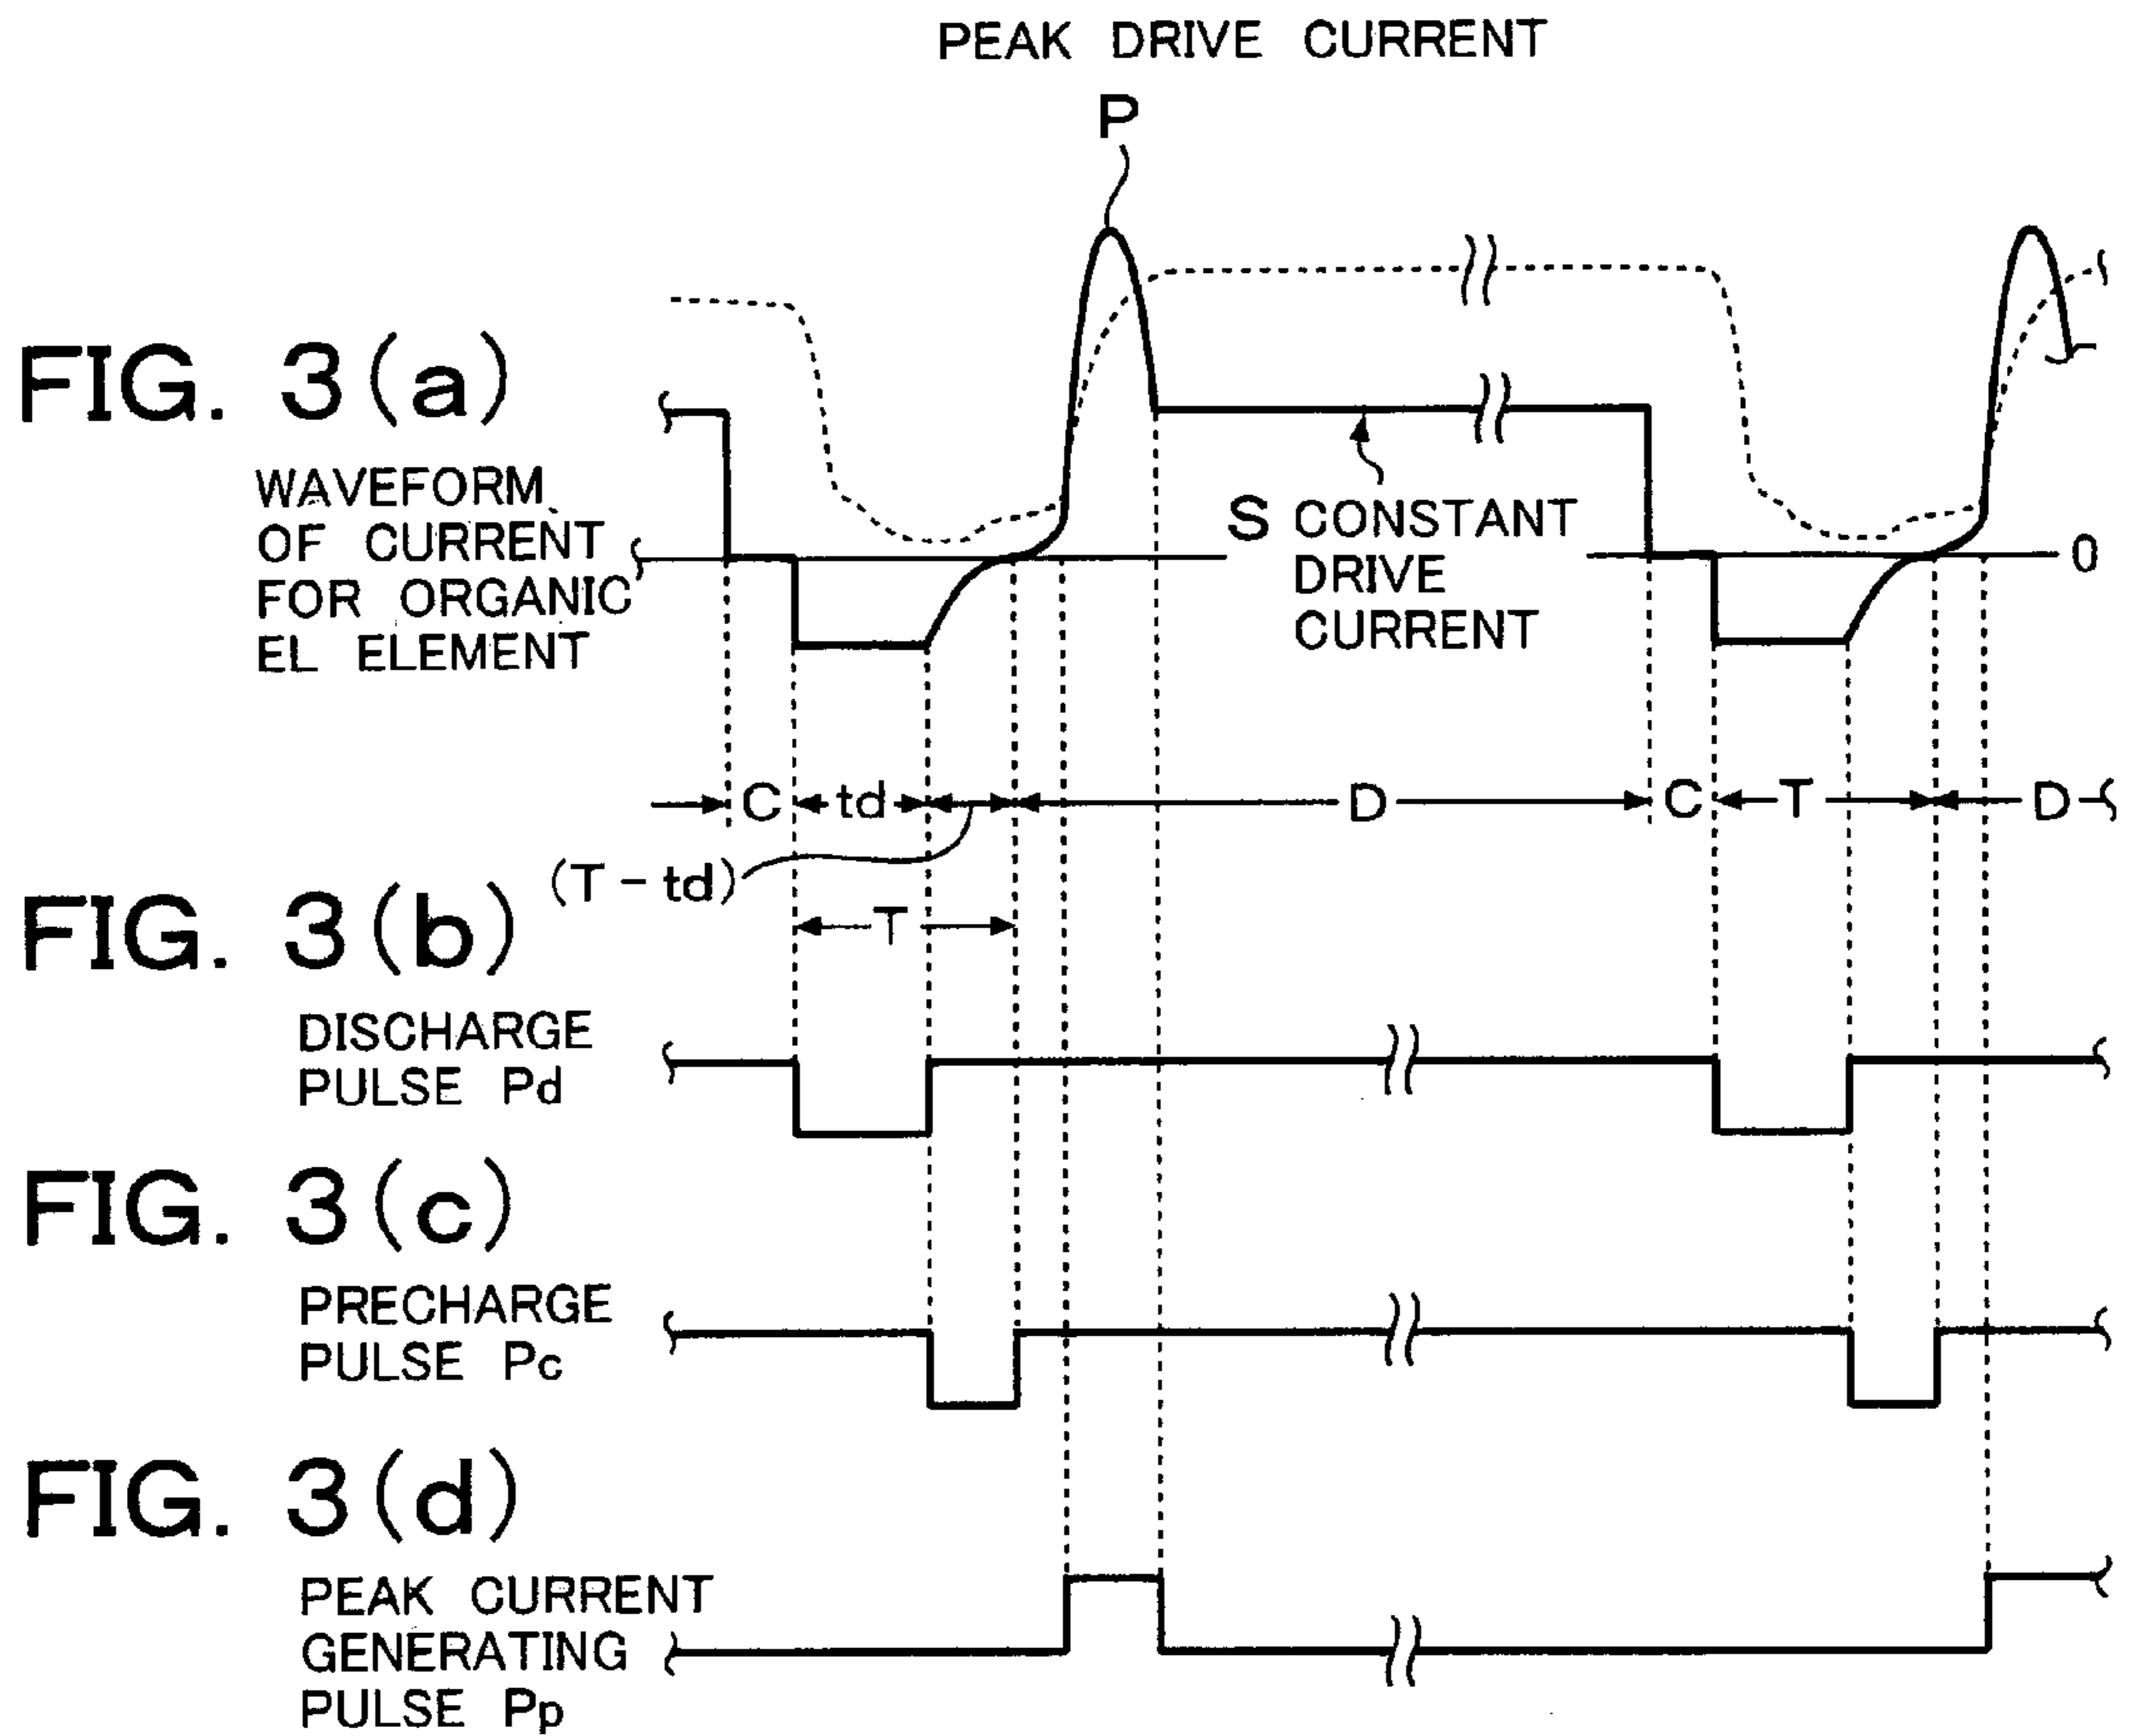 PEAK DRIVE CURRENT
P
FIG. 3(a)
WAVEFORM
OF CURRENT
FOR ORGANIC
EL ELEMENT
S CONSTANT
DRIVE
CURRENT
0
C td D C T D
(T-td)
T
FIG. 3(b)
DISCHARGE
PULSE Pd
FIG. 3(c)
PRECHARGE
PULSE Pc
FIG. 3(d)
PEAK CURRENT
GENERATING
PULSE Pp